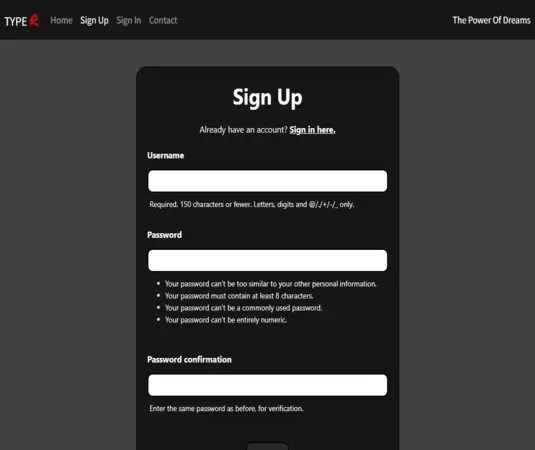 TYPE R
Home
Sign Up
Sign In
Contact
The Power Of Dreams
Sign Up
Already have an account? Sign in here.
Username
Required. 150 characters or fewer. Letters, digits and @/./+/-/_ only.
Password
Your password can't be too similar to your other personal information.
Your password must contain at least 8 characters.
Your password can't be a commonly used password.
Your password can't be entirely numeric.
Password confirmation
Enter the same password as before, for verification.